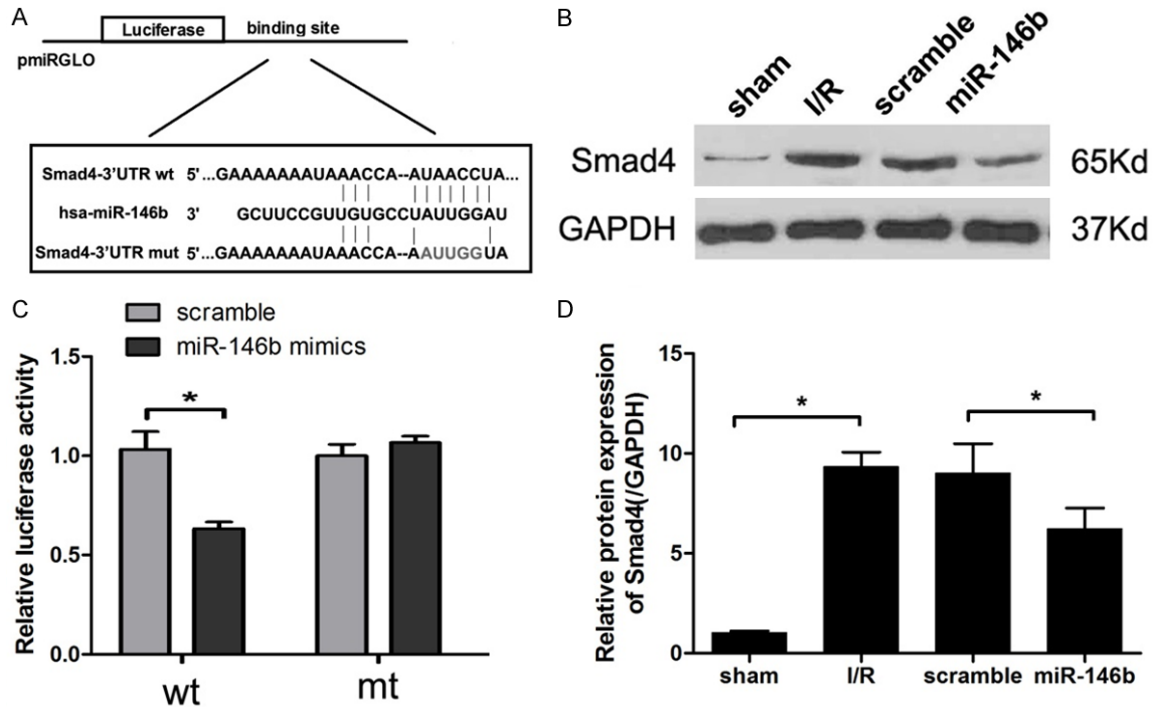 A
Luciferase binding site
pmiRGLO
Smad4-3'UTR wt 5'...GAAAAAAAUAAACCA--AUAACCUA...
hsa-miR-146b 3' GCUUCCGUUGUGCCUAUUGGAU
Smad4-3'UTR mut 5'...GAAAAAAAUAAACCA--AAUUGGUA
B
sham I/R scramble miR-146b
Smad4 65Kd
GAPDH 37Kd
C
scramble
miR-146b mimics
Relative luciferase activity
1.5
1.0
0.5
0.0
*
wt mt
D
Relative protein expression
of Smad4(/GAPDH)
15
10
5
0
* *
sham I/R scramble miR-146b